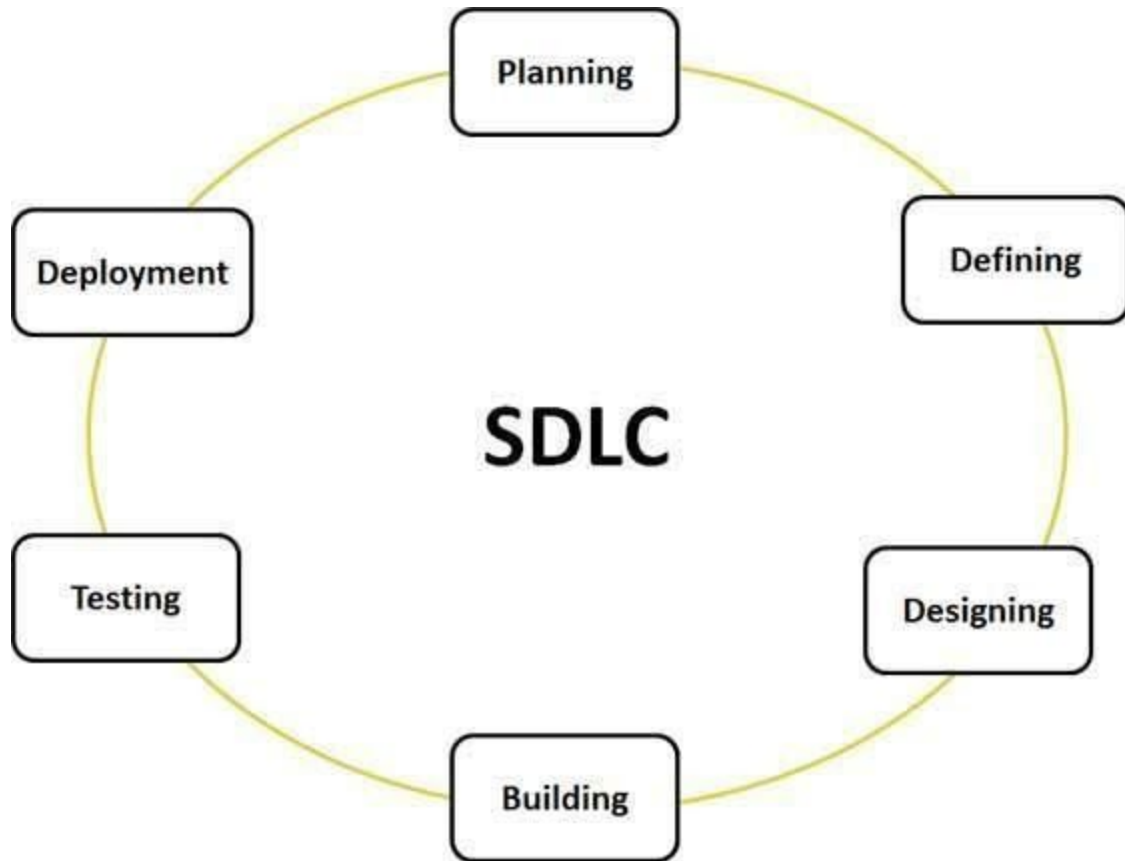 Planning
Defining
Designing
Building
Testing
Deployment
SDLC